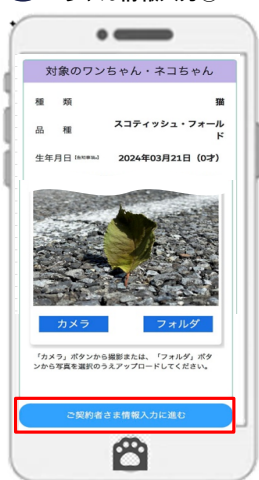 対象のワンちゃん・ネコちゃん
種 類 猫
品 種 スコティッシュ・フォールド
生年月日 2024年03月21日（0才）
カメラ フォルダ
「カメラ」ボタンから撮影または、「フォルダ」ボタ
ンから写真を選択のうえアップロードしてください。
ご契約者さま情報入力に進む